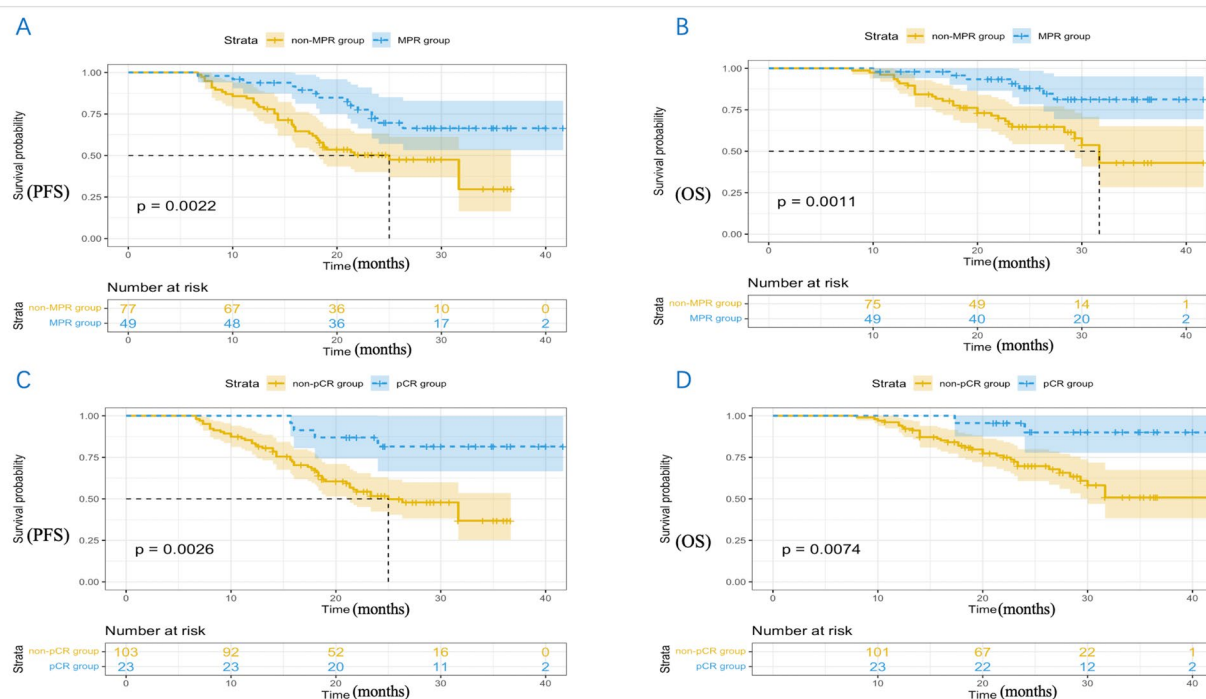 A
Strata non-MPR group MPR group
1.00
0.75
0.50
0.25
0.00
Survival probability
(PFS)
p = 0.0022
0 10 20 30 40
Time (months)
Number at risk
Strata
non-MPR group 77 67 36 10 0
MPR group 49 48 36 17 2
0 10 20 30 40
Time (months)
B
Strata non-MPR group MPR group
1.00
0.75
0.50
0.25
0.00
Survival probability
(OS)
p = 0.0011
0 10 20 30 40
Time (months)
Number at risk
Strata
non-MPR group 75 49 14 1
MPR group 49 40 20 2
0 10 20 30 40
Time (months)
C
Strata non-pCR group pCR group
1.00
0.75
0.50
0.25
0.00
Survival probability
(PFS)
p = 0.0026
0 10 20 30 40
Time (months)
Number at risk
Strata
non-pCR group 103 92 52 16 0
pCR group 23 23 20 11 2
0 10 20 30 40
Time (months)
D
Strata non-pCR group pCR group
1.00
0.75
0.50
0.25
0.00
Survival probability
(OS)
p = 0.0074
0 10 20 30 40
Time (months)
Number at risk
Strata
non-pCR group 101 67 22 1
pCR group 23 22 12 2
0 10 20 30 40
Time (months)